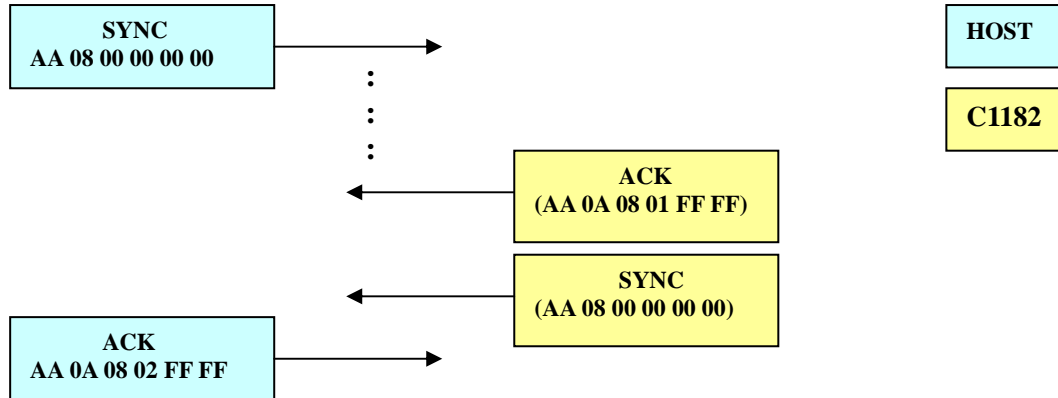 SYNC
AA 08 00 00 00 00
HOST
C1182
ACK
(AA 0A 08 01 FF FF)
SYNC
(AA 08 00 00 00 00)
ACK
AA 0A 08 02 FF FF